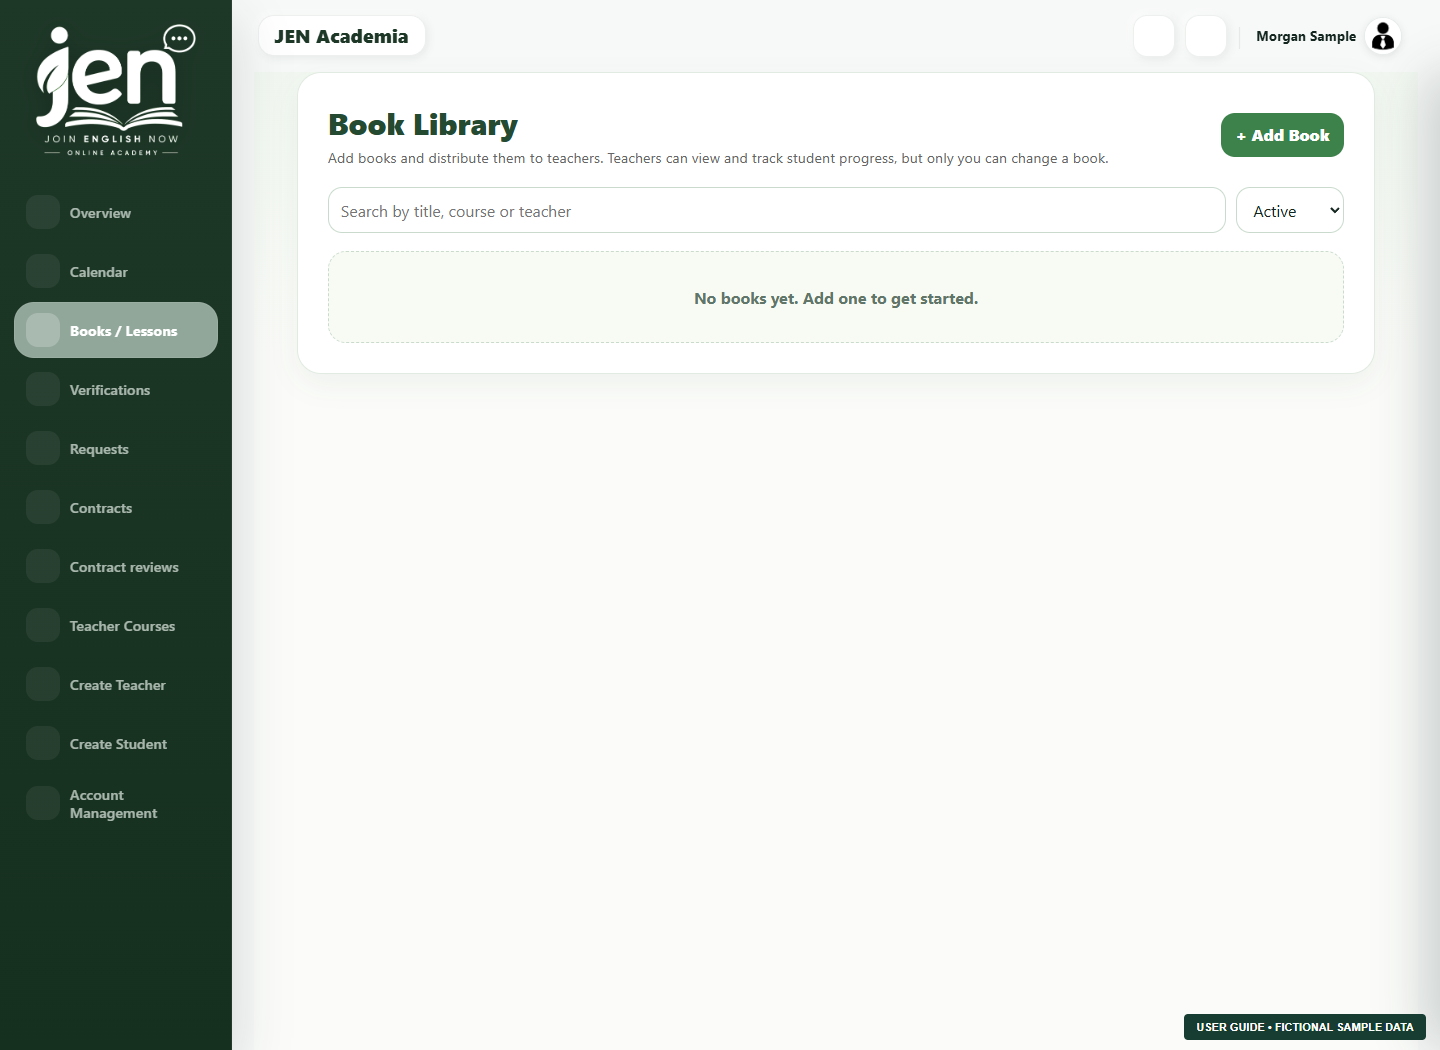 jen
JOIN ENGLISH NOW
ONLINE ACADEMY
Overview
Calendar
Books / Lessons
Verifications
Requests
Contracts
Contract reviews
Teacher Courses
Create Teacher
Create Student
Account
Management
JEN Academia
Morgan Sample
Book Library
Add books and distribute them to teachers. Teachers can view and track student progress, but only you can change a book.
+ Add Book
Search by title, course or teacher
Active
No books yet. Add one to get started.
USER GUIDE • FICTIONAL SAMPLE DATA